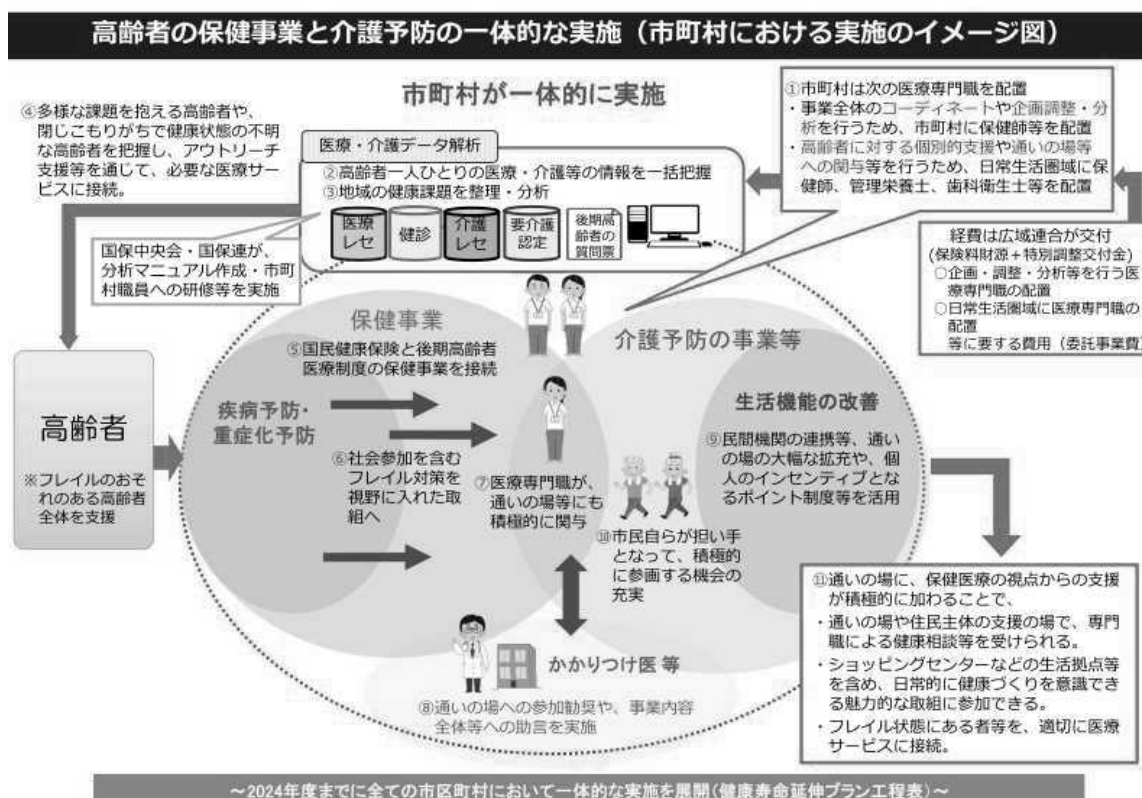 高齢者の保健事業と介護予防の一体的な実施（市町村における実施のイメージ図）
市町村が一体的に実施
④多様な課題を抱える高齢者や、
閉じこもりがちで健康状態の不明
な高齢者を把握し、アウトリーチ
支援等を通じて、必要な医療サー
ビスに接続。
医療・介護データ解析
②高齢者一人ひとりの医療・介護等の情報を一括把握
③地域の健康課題を整理・分析
医療
レセ
健診
介護
レセ
要介護
認定
後期高
齢者の
質問票
①市町村は次の医療専門職を配置
・事業全体のコーディネートや企画調整・分
析を行うため、市町村に保健師等を配置
・高齢者に対する個別的支援や通いの場等
への関与等を行うため、日常生活圏域に保
健師、管理栄養士、歯科衛生士等を配置
経費は広域連合が交付
(保険料財源＋特別調整交付金)
○企画・調整・分析等を行う医
療専門職の配置
○日常生活圏域に医療専門職の
配置
等に要する費用（委託事業費）
国保中央会・国保連が、
分析マニュアル作成・市町
村職員への研修等を実施
高齢者
※フレイルのおそ
れのある高齢者
全体を支援
保健事業
⑤国民健康保険と後期高齢者
医療制度の保健事業を接続
疾病予防・
重症化予防
⑥社会参加を含む
フレイル対策を
視野に入れた取
組へ
⑦医療専門職が、
通いの場等にも
積極的に関与
介護予防の事業等
生活機能の改善
⑨民間機関の連携等、通い
の場の大幅な拡充や、個
人のインセンティブとな
るポイント制度等を活用
⑩市民自らが担い手
となって、積極的
に参画する機会の
充実
かかりつけ医 等
⑧通いの場への参加勧奨や、事業内容
全体等への助言を実施
⑪通いの場に、保健医療の視点からの支援
が積極的に加わることで、
・通いの場や住民主体の支援の場で、専門
職による健康相談等を受けられる。
・ショッピングセンターなどの生活拠点等
を含め、日常的に健康づくりを意識でき
る魅力的な取組に参加できる。
・フレイル状態にある者等を、適切に医療
サービスに接続。
～2024年度までに全ての市区町村において一体的な実施を展開(健康寿命延伸プラン工程表)～